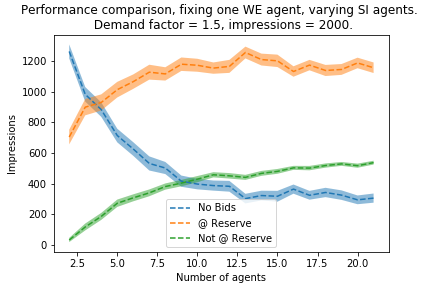 Performance comparison, fixing one WE agent, varying SI agents.
Demand factor = 1.5, impressions = 2000.
Impressions
1200
1000
800
600
400
200
0
No Bids
@ Reserve
Not @ Reserve
2.5 5.0 7.5 10.0 12.5 15.0 17.5 20.0
Number of agents